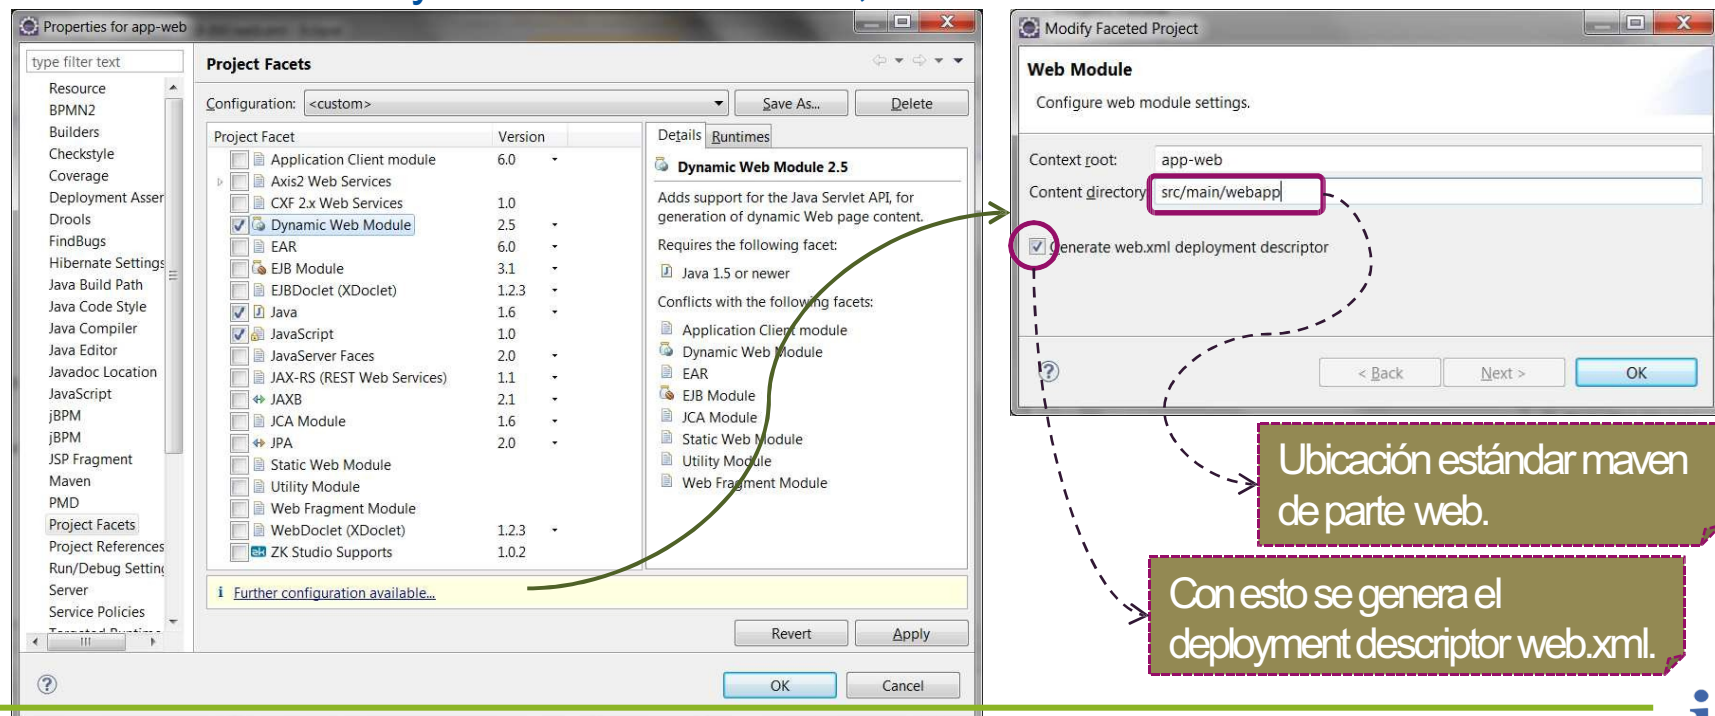 Properties for app-web
type filter text
Resource
BPMN2
Builders
Checkstyle
Coverage
Deployment Asser
Drools
FindBugs
Hibernate Settings
Java Build Path
Java Code Style
Java Compiler
Java Editor
Javadoc Location
JavaScript
jBPM
jBPM
JSP Fragment
Maven
PMD
Project Facets
Project References
Run/Debug Setting
Server
Service Policies
Project Facets
Configuration: <custom> Save As... Delete
Project Facet Version
Application Client module 6.0
Axis2 Web Services
CXF 2.x Web Services 1.0
Dynamic Web Module 2.5
EAR 6.0
EJB Module 3.1
EJBDoclet (XDoclet) 1.2.3
Java 1.6
JavaScript 1.0
JavaServer Faces 2.0
JAX-RS (REST Web Services) 1.1
JAXB 2.1
JCA Module 1.6
JPA 2.0
Static Web Module
Utility Module
Web Fragment Module
WebDoclet (XDoclet) 1.2.3
ZK Studio Supports 1.0.2
Details Runtimes
Dynamic Web Module 2.5
Adds support for the Java Servlet API, for
generation of dynamic Web page content.
Requires the following facet:
Java 1.5 or newer
Conflicts with the following facets:
Application Client module
Dynamic Web Module
EAR
EJB Module
JCA Module
Static Web Module
Utility Module
Web Fragment Module
i Further configuration available...
Revert Apply
OK Cancel
Modify Faceted Project
Web Module
Configure web module settings.
Context root: app-web
Content directory: src/main/webapp
Generate web.xml deployment descriptor
< Back Next > OK
Ubicación estándar maven
de parte web.
Con esto se genera el
deployment descriptor web.xml.